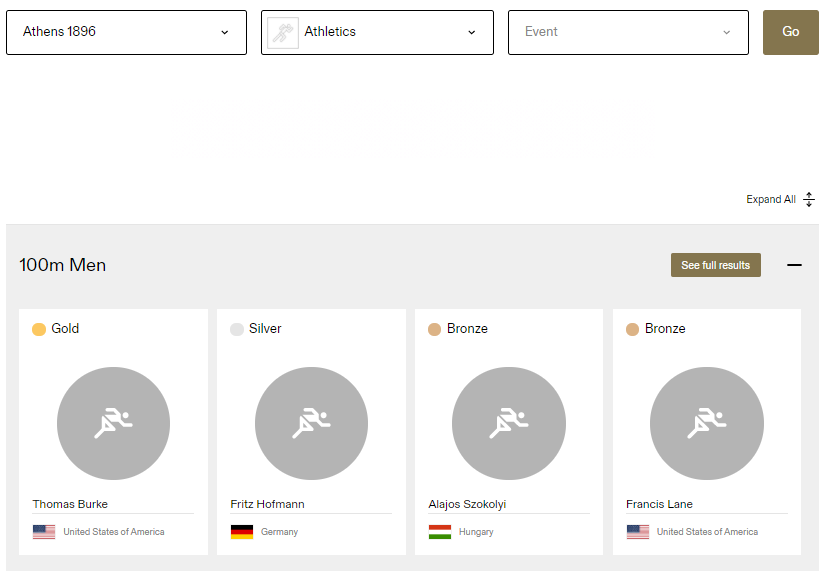 Athens 1896
Athletics
Event
Go
Expand All
100m Men
See full results
Gold
Silver
Bronze
Bronze
Thomas Burke
Fritz Hofmann
Alajos Szokolyi
Francis Lane
United States of America
Germany
Hungary
United States of America